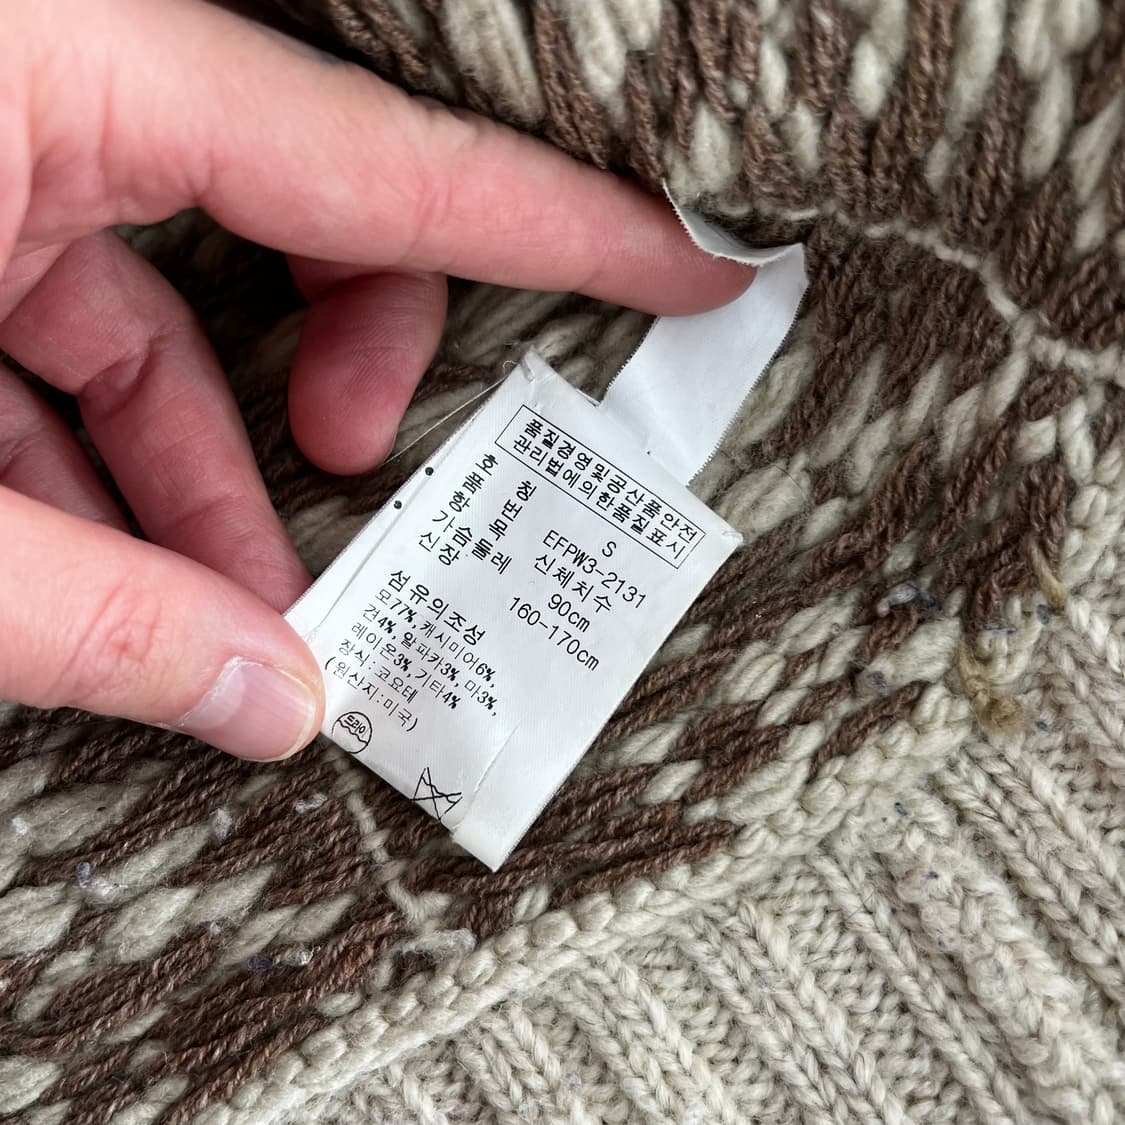 품질경영및공산품안전
관리법에의한품질표시
호 칭 S
품 번 EFPW3-2131
항 목 신체치수
가슴둘레 90cm
신장 160-170cm
섬유의조성
모77%,캐시미어6%,
견4%,알파카3%,마3%,
레이온3%,기타4%
장식:코요테
(원산지:미국)
드라이